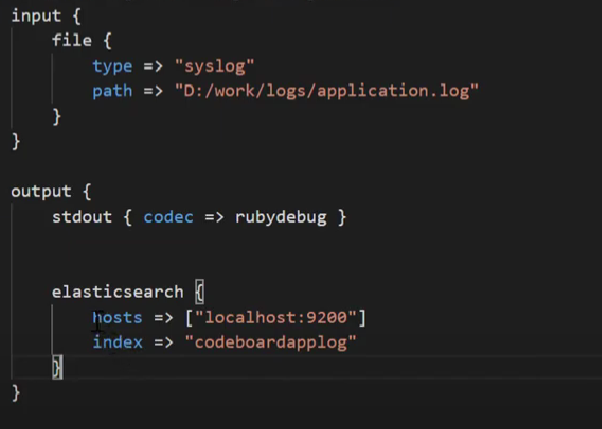 input {
    file {
        type => "syslog"
        path => "D:/work/logs/application.log"
    }
}
output {
    stdout { codec => rubydebug }
    elasticsearch {
        hosts => ["localhost:9200"]
        index => "codeboardapplog"
    }
}